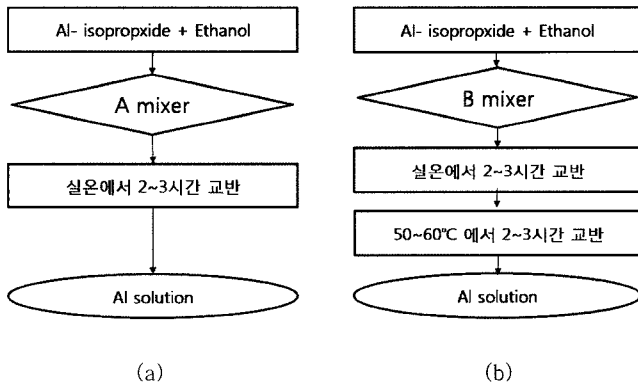 Al- isopropxide + Ethanol
A mixer
실온에서 2~3시간 교반
Al solution
(a)
Al- isopropxide + Ethanol
B mixer
실온에서 2~3시간 교반
50~60℃ 에서 2~3시간 교반
Al solution
(b)